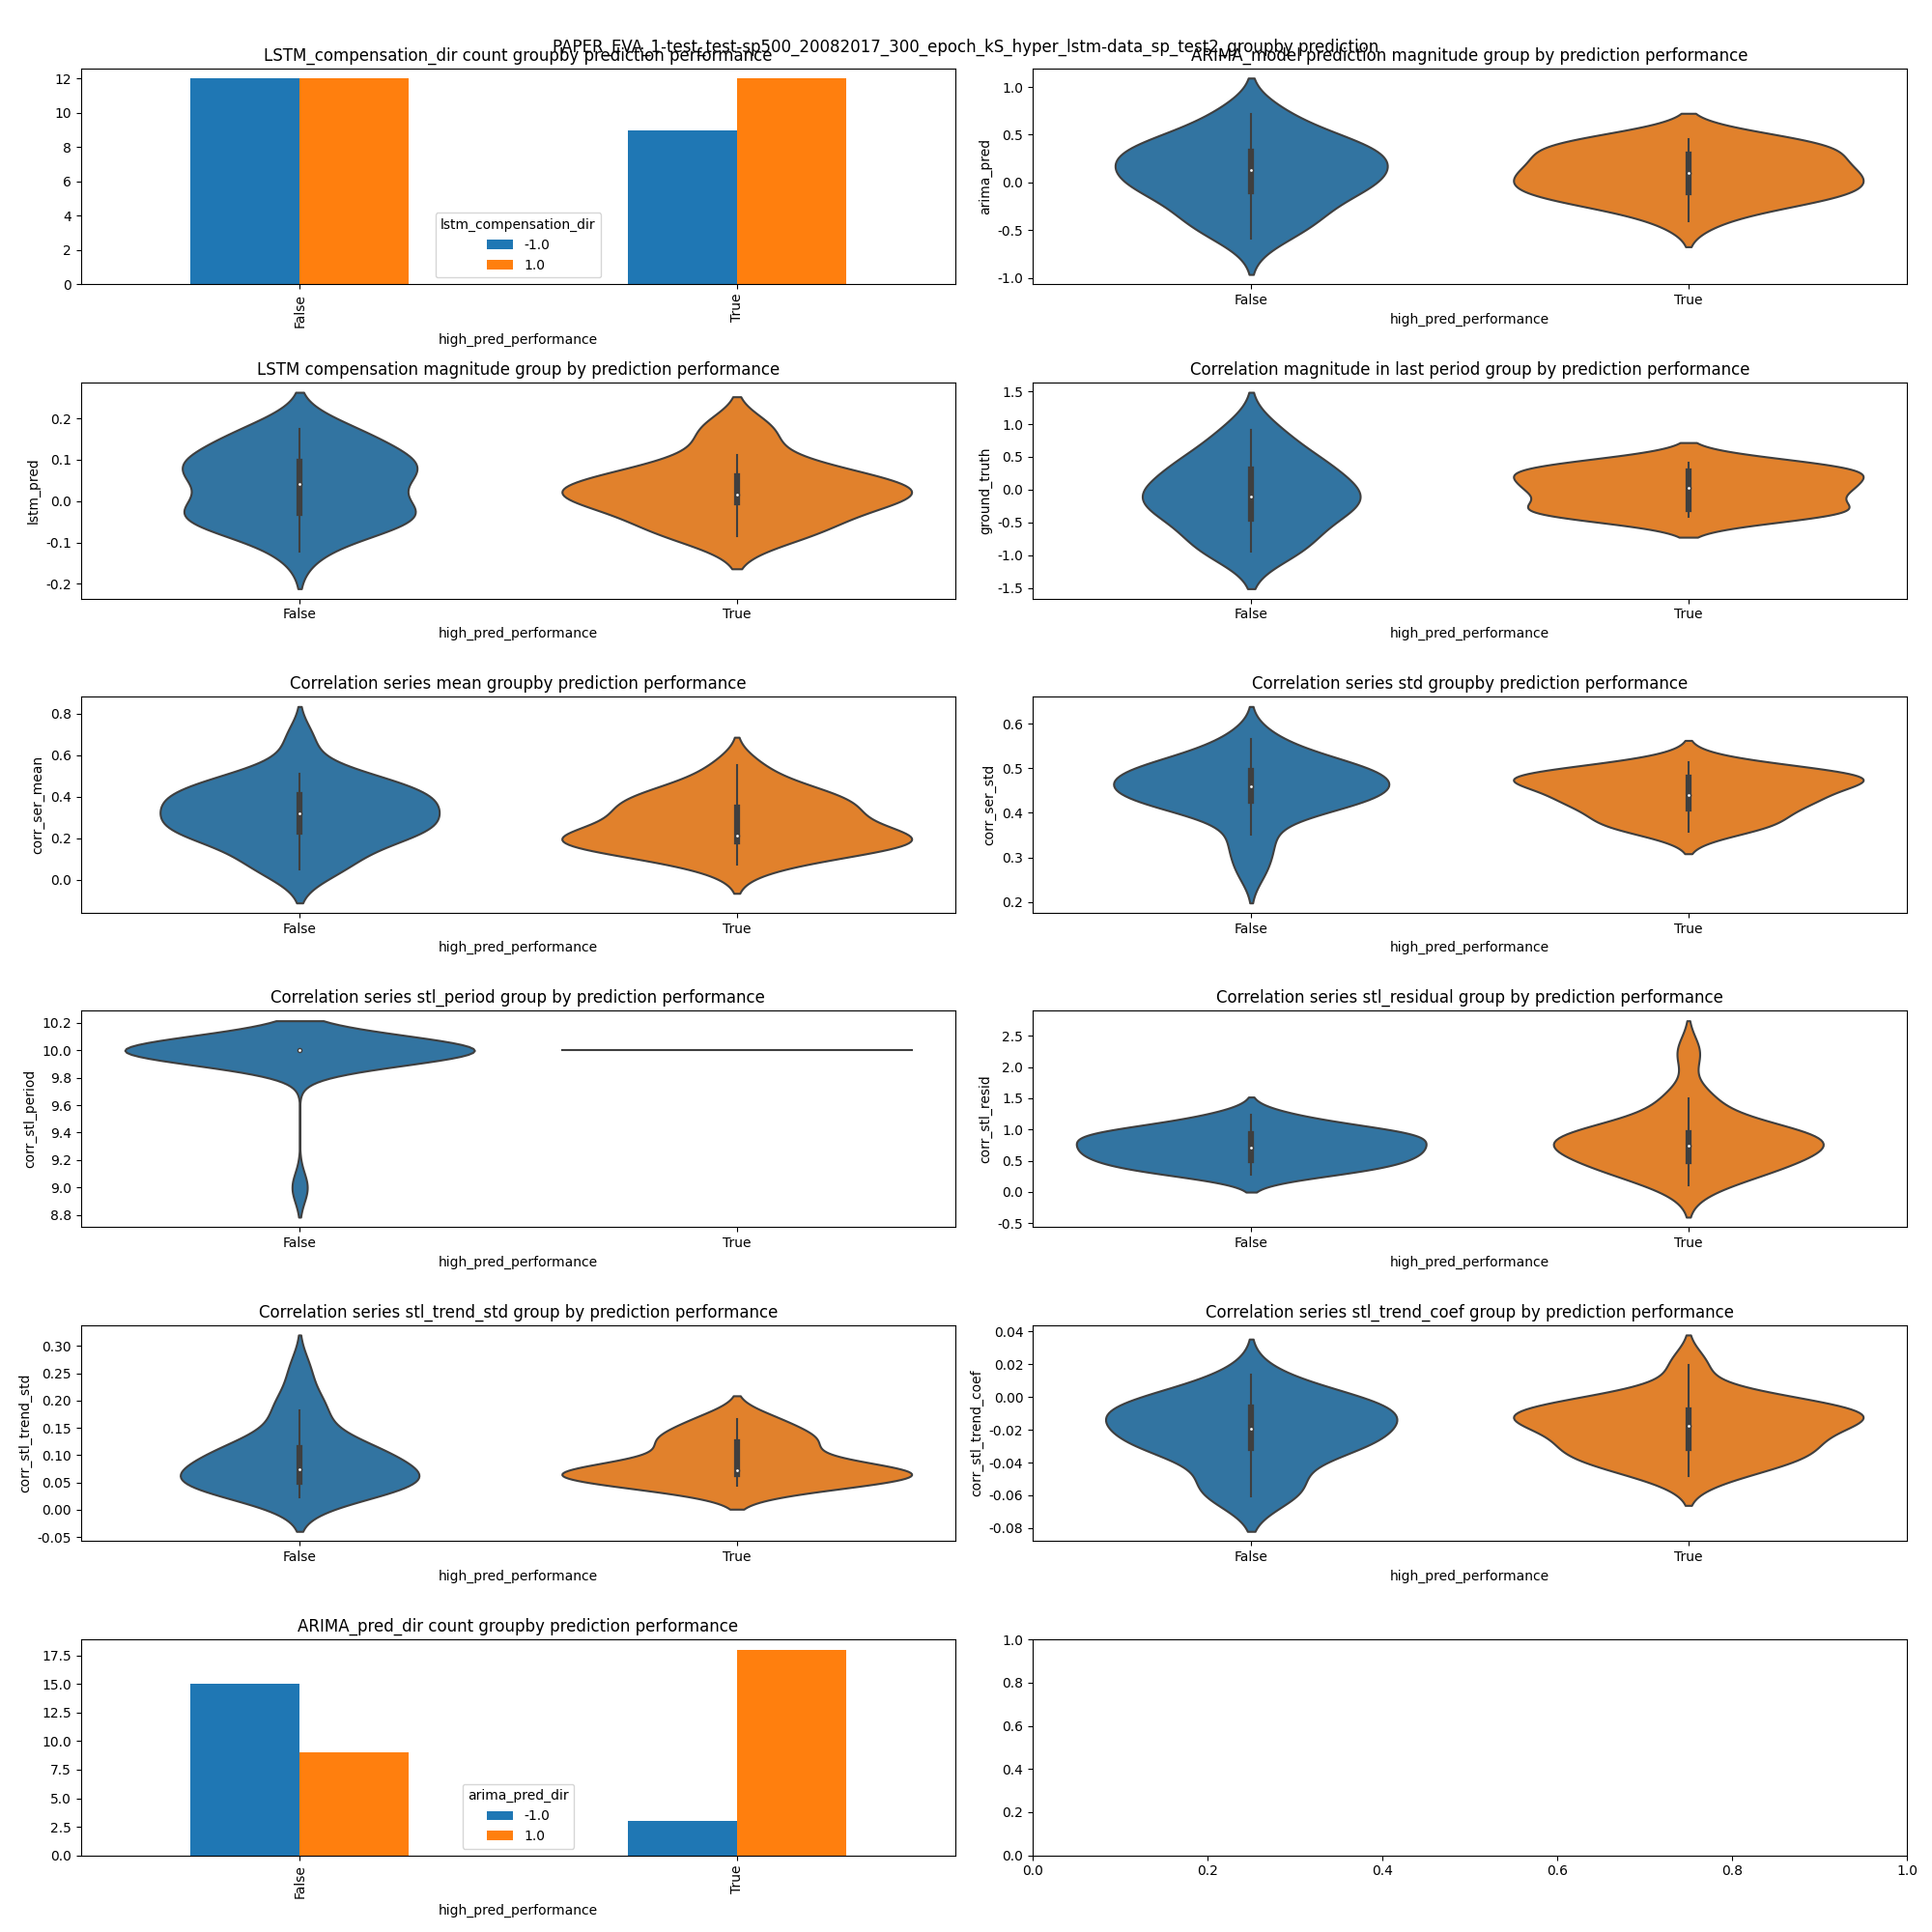 PAPER_EVA_1-test_test-sp500_20082017_300_epoch_kS_hyper_lstm-data_sp_test2_groupby prediction
LSTM_compensation_dir count groupby prediction performance
12
10
8
6
4
2
0
lstm_compensation_dir
-1.0
1.0
False
True
high_pred_performance
ARIMA_model prediction magnitude group by prediction performance
arima_pred
1.0
0.5
0.0
-0.5
-1.0
False
True
high_pred_performance
LSTM compensation magnitude group by prediction performance
lstm_pred
0.2
0.1
0.0
-0.1
-0.2
False
True
high_pred_performance
Correlation magnitude in last period group by prediction performance
ground_truth
1.5
1.0
0.5
0.0
-0.5
-1.0
-1.5
False
True
high_pred_performance
Correlation series mean groupby prediction performance
corr_ser_mean
0.8
0.6
0.4
0.2
0.0
False
True
high_pred_performance
Correlation series std groupby prediction performance
corr_ser_std
0.6
0.5
0.4
0.3
0.2
False
True
high_pred_performance
Correlation series stl_period group by prediction performance
corr_stl_period
10.2
10.0
9.8
9.6
9.4
9.2
9.0
8.8
False
True
high_pred_performance
Correlation series stl_residual group by prediction performance
corr_stl_resid
2.5
2.0
1.5
1.0
0.5
0.0
-0.5
False
True
high_pred_performance
Correlation series stl_trend_std group by prediction performance
corr_stl_trend_std
0.30
0.25
0.20
0.15
0.10
0.05
0.00
-0.05
False
True
high_pred_performance
Correlation series stl_trend_coef group by prediction performance
corr_stl_trend_coef
0.04
0.02
0.00
-0.02
-0.04
-0.06
-0.08
False
True
high_pred_performance
ARIMA_pred_dir count groupby prediction performance
17.5
15.0
12.5
10.0
7.5
5.0
2.5
0.0
arima_pred_dir
-1.0
1.0
False
True
high_pred_performance
1.0
0.8
0.6
0.4
0.2
0.0
0.0
0.2
0.4
0.6
0.8
1.0